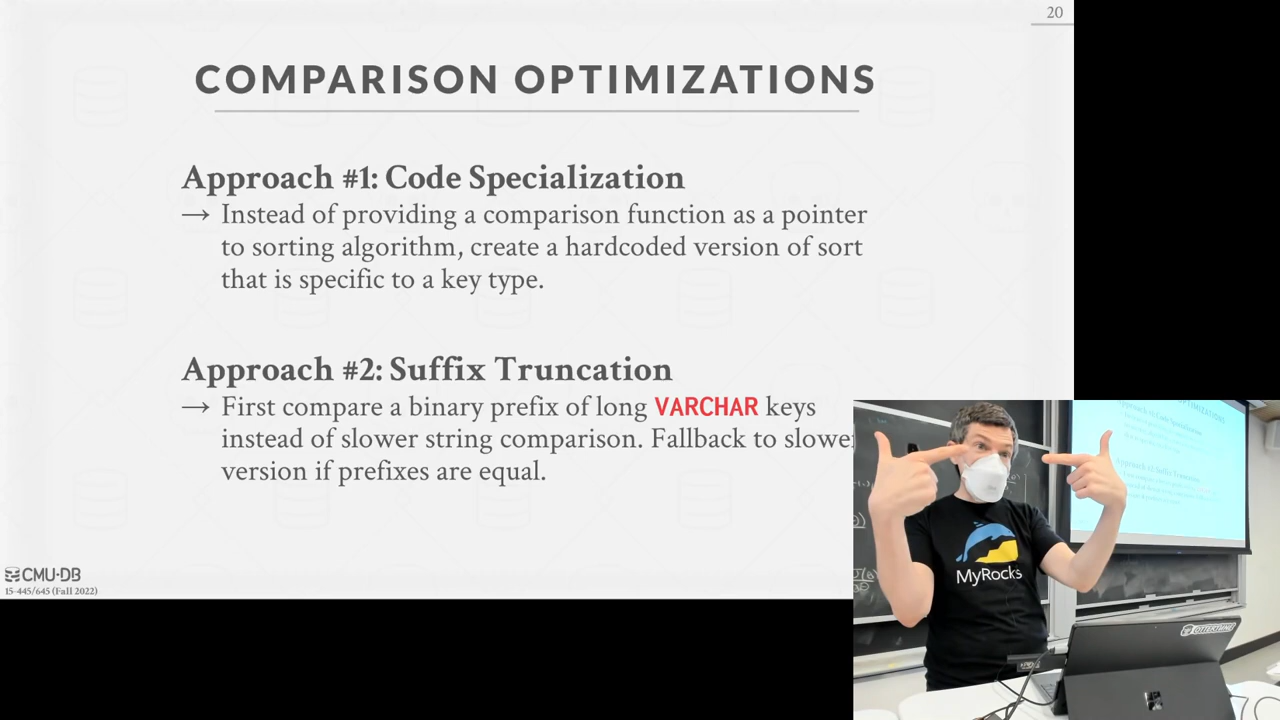 20
COMPARISON OPTIMIZATIONS
Approach #1: Code Specialization
→ Instead of providing a comparison function as a pointer
to sorting algorithm, create a hardcoded version of sort
that is specific to a key type.
Approach #2: Suffix Truncation
→ First compare a binary prefix of long VARCHAR keys
instead of slower string comparison. Fallback to slower
version if prefixes are equal.
CMU·DB
15-445/645 (Fall 2022)
MyRocks
OTTERTUNE